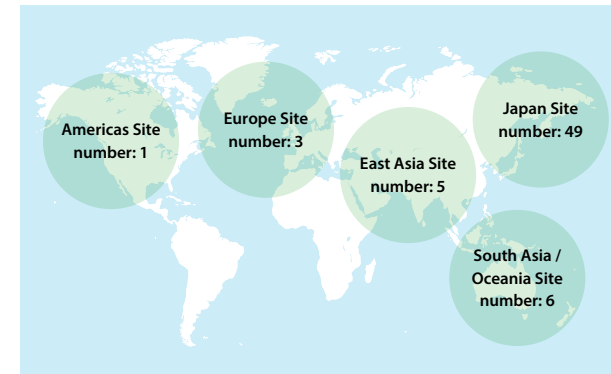 Americas Site
number: 1
Europe Site
number: 3
East Asia Site
number: 5
Japan Site
number: 49
South Asia /
Oceania Site
number: 6